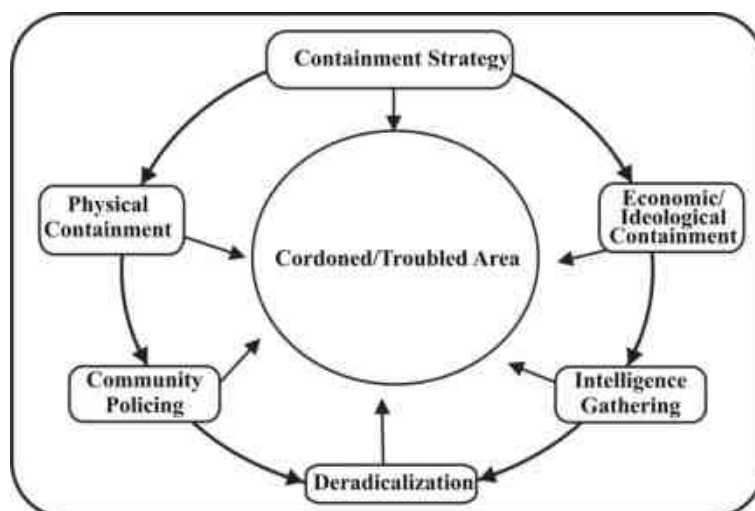 Containment Strategy
Physical
Containment
Economic/
Ideological
Containment
Cordoned/Troubled Area
Community
Policing
Intelligence
Gathering
Deradicalization